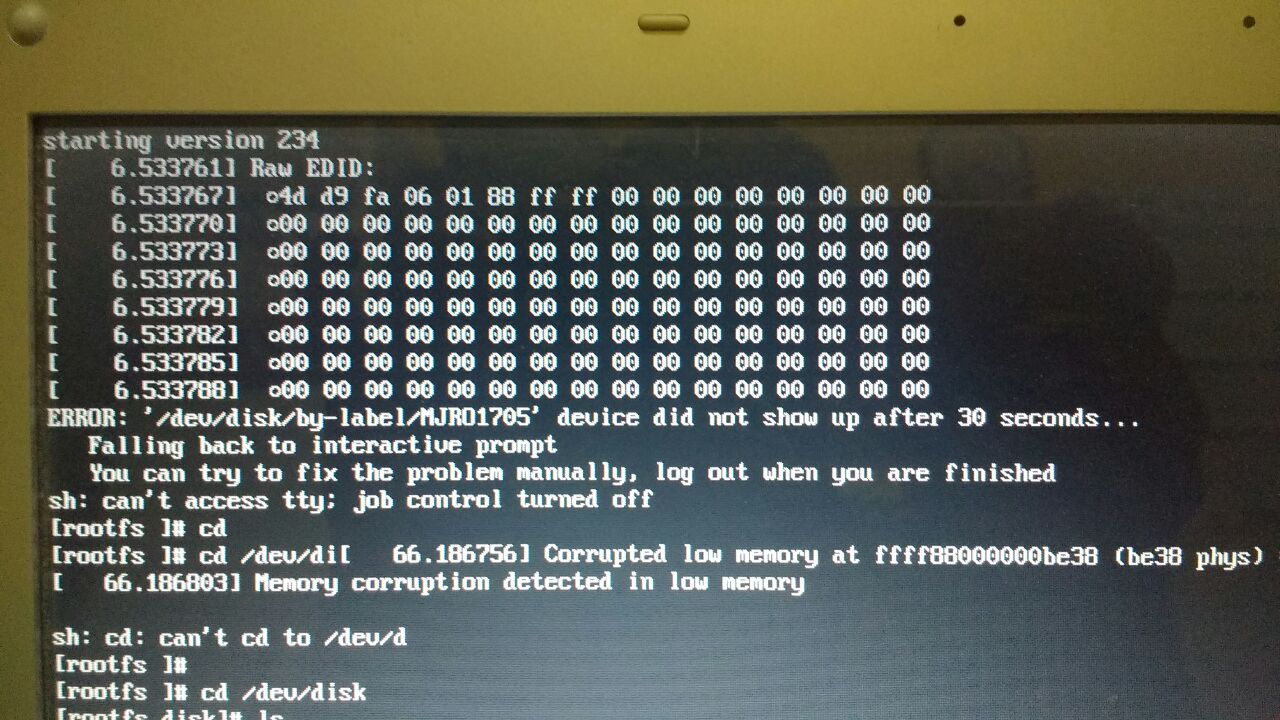 starting version 234
[    6.533761] Raw EDID:
[    6.533767]  o4d d9 fa 06 01 88 ff ff 00 00 00 00 00 00 00 00
[    6.533770]  o00 00 00 00 00 00 00 00 00 00 00 00 00 00 00 00
[    6.533773]  o00 00 00 00 00 00 00 00 00 00 00 00 00 00 00 00
[    6.533776]  o00 00 00 00 00 00 00 00 00 00 00 00 00 00 00 00
[    6.533779]  o00 00 00 00 00 00 00 00 00 00 00 00 00 00 00 00
[    6.533782]  o00 00 00 00 00 00 00 00 00 00 00 00 00 00 00 00
[    6.533785]  o00 00 00 00 00 00 00 00 00 00 00 00 00 00 00 00
[    6.533788]  o00 00 00 00 00 00 00 00 00 00 00 00 00 00 00 00
ERROR: '/dev/disk/by-label/MJRO1705' device did not show up after 30 seconds...
   Falling back to interactive prompt
   You can try to fix the problem manually, log out when you are finished
sh: can't access tty; job control turned off
[rootfs ]# cd
[rootfs ]# cd /dev/di[   66.186756] Corrupted low memory at ffff88000000be38 (be38 phys)
[   66.186803] Memory corruption detected in low memory
sh: cd: can't cd to /dev/d
[rootfs ]#
[rootfs ]# cd /dev/disk
[rootfs disk]# ls